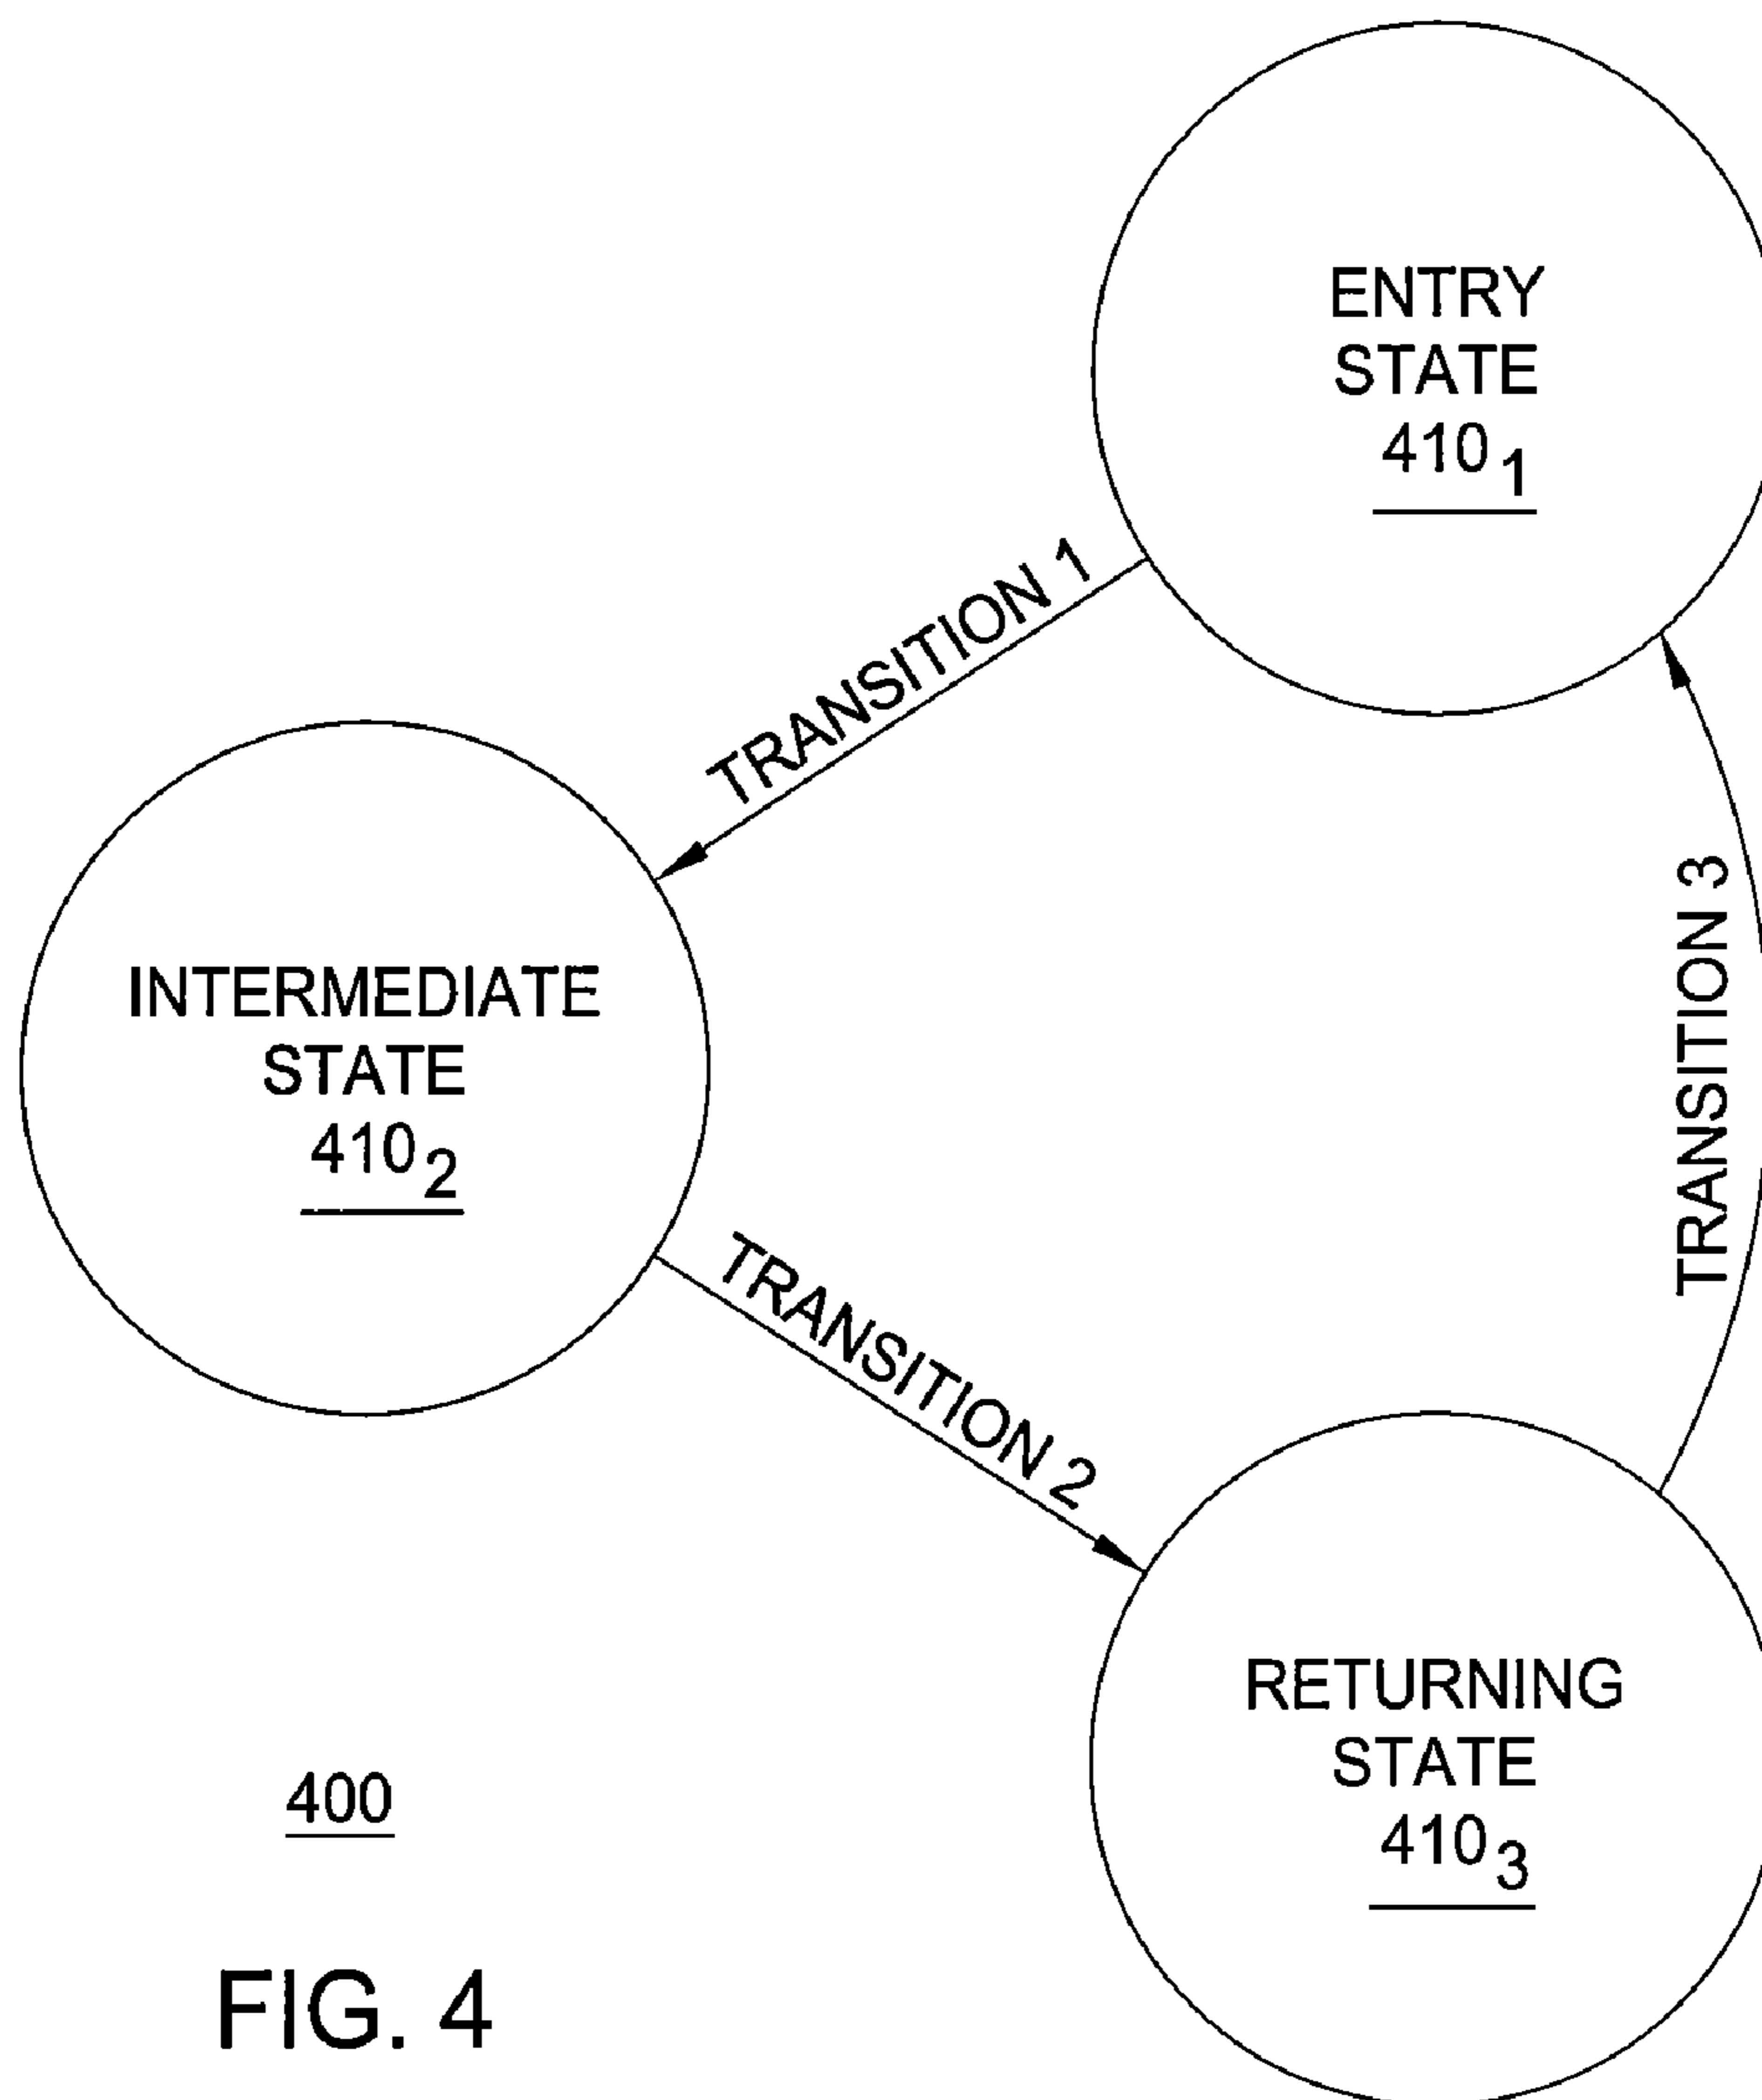 ENTRY
STATE
410₁
TRANSITION 1
INTERMEDIATE
STATE
410₂
TRANSITION 3
TRANSITION 2
RETURNING
STATE
410₃
400
FIG. 4